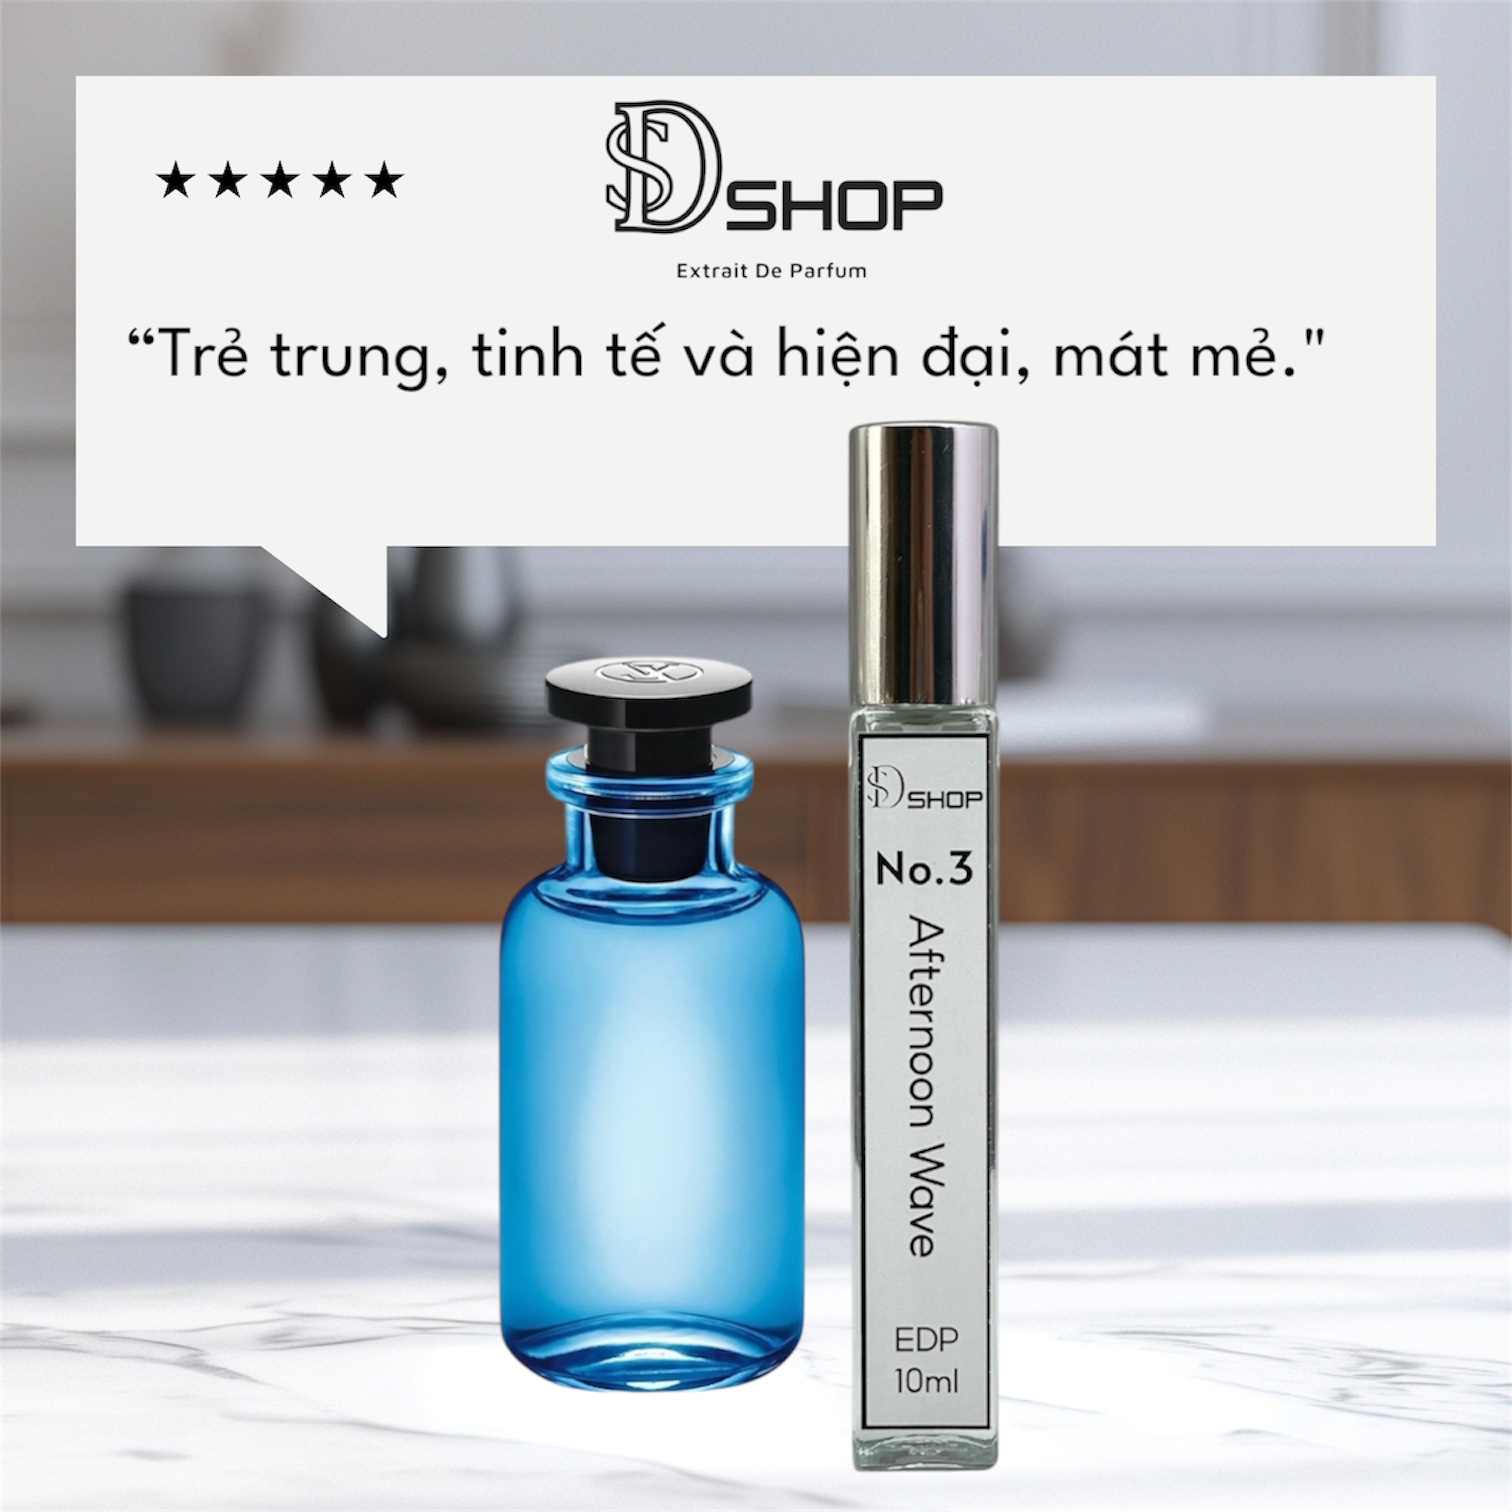 ★★★★★
SD SHOP
Extrait De Parfum
“Trẻ trung, tinh tế và hiện đại, mát mẻ."
SD SHOP
No.3
Afternoon Wave
EDP
10ml